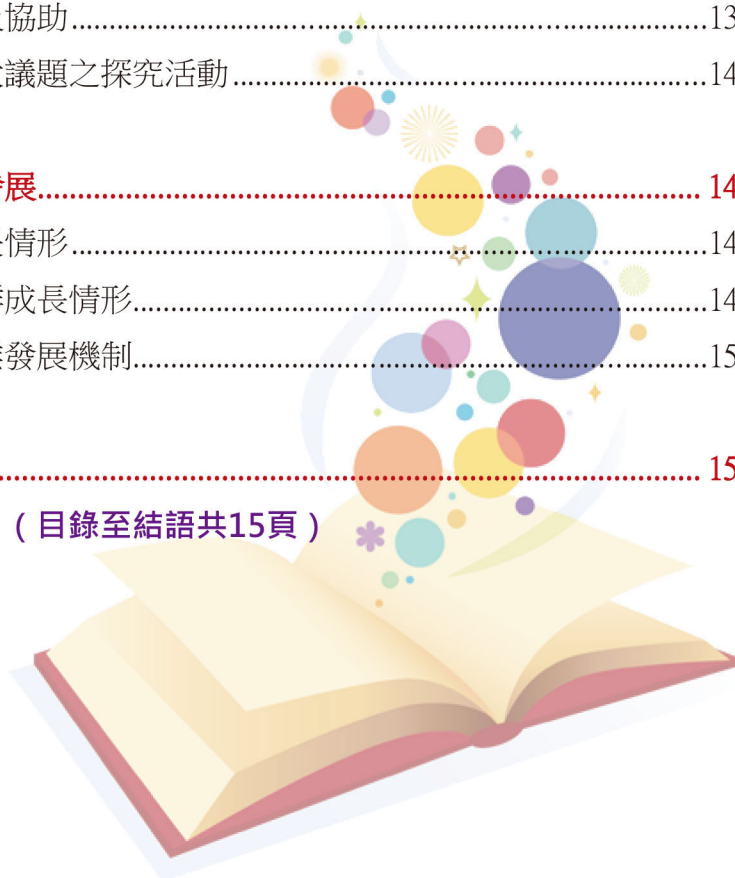 協助........................................................13
議題之探究活動........................................14
展........................................................ 14
情形........................................................14
成長情形................................................14
發展機制................................................15
........................................................ 15
（目錄至結語共15頁）